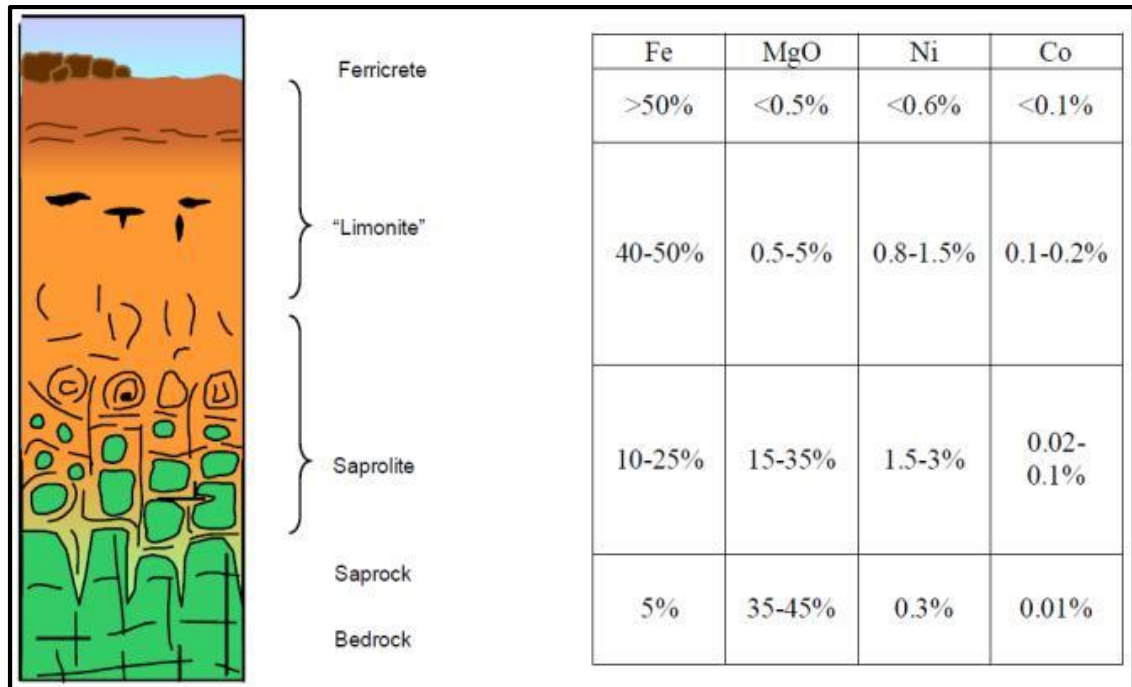 Ferricrete
“Limonite”
Saprolite
Saprock
Bedrock
Fe MgO Ni Co
>50% <0.5% <0.6% <0.1%
40-50% 0.5-5% 0.8-1.5% 0.1-0.2%
10-25% 15-35% 1.5-3% 0.02-
0.1%
5% 35-45% 0.3% 0.01%